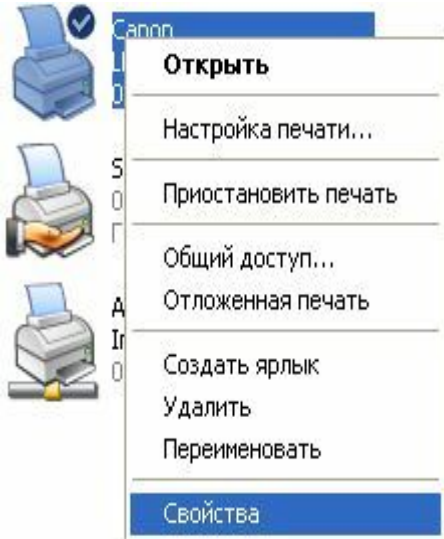 Canon
Открыть
Настройка печати...
Приостановить печать
Общий доступ...
Отложенная печать
Создать ярлык
Удалить
Переименовать
Свойства